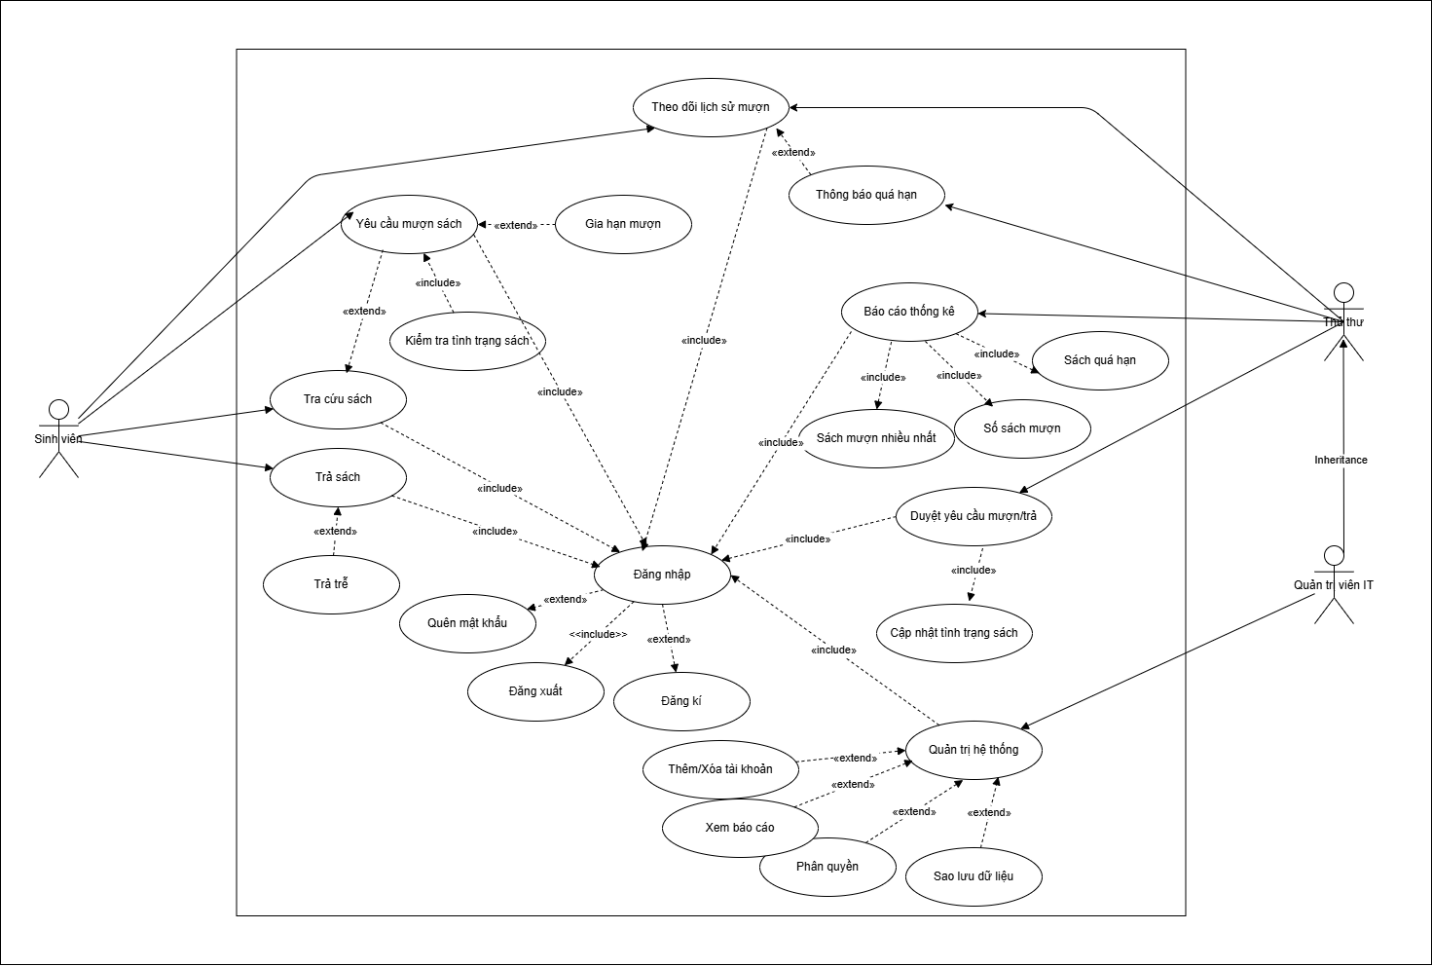 Theo dõi lịch sử mượn
«extend»
Thông báo quá hạn
Yêu cầu mượn sách
«extend»
Gia hạn mượn
«include»
«extend»
Kiểm tra tình trạng sách
«include»
Báo cáo thống kê
Thủ thư
«include»
Sách quá hạn
«include»
«include»
«include»
Tra cứu sách
Sách mượn nhiều nhất
Số sách mượn
«include»
Sinh viên
Inheritance
Trả sách
«include»
«include»
«extend»
Duyệt yêu cầu mượn/trả
«include»
«include»
Đăng nhập
Trả trễ
Quản trị viên IT
«extend»
Quên mật khẩu
<<include>>
«extend»
Cập nhật tình trạng sách
«include»
Đăng xuất
Đăng kí
Quản trị hệ thống
«extend»
Thêm/Xóa tài khoản
«extend»
«extend»
«extend»
Xem báo cáo
Phân quyền
Sao lưu dữ liệu